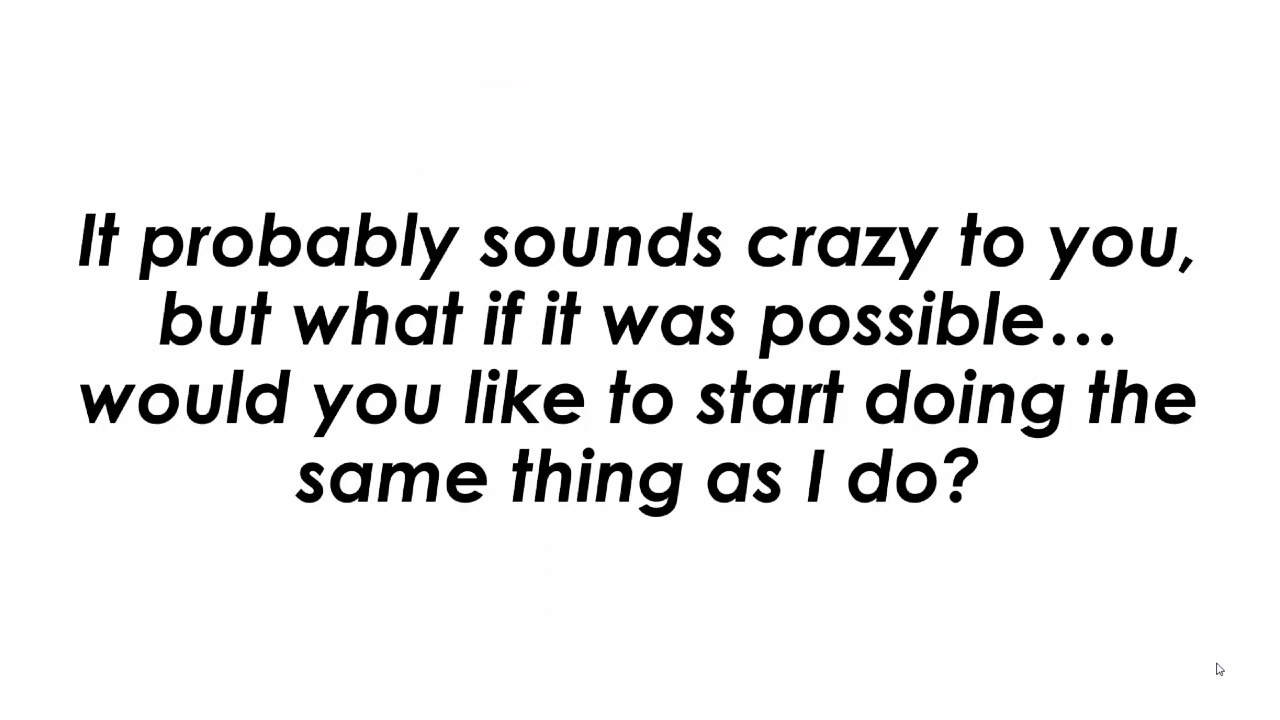 It probably sounds crazy to you,
but what if it was possible…
would you like to start doing the
same thing as I do?